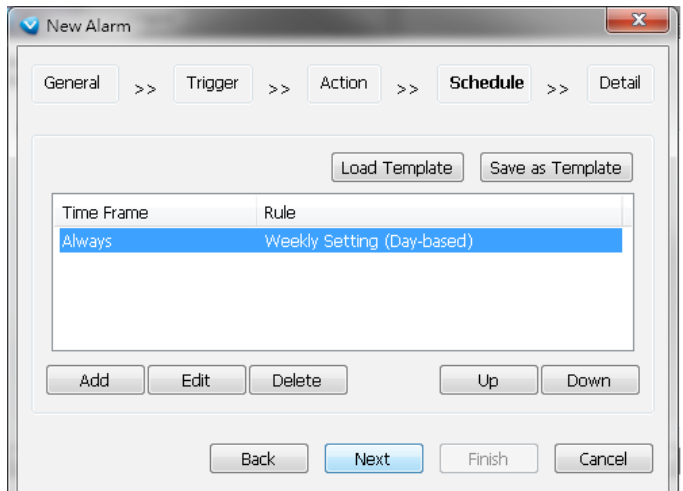 New Alarm
General >> Trigger >> Action >> Schedule >> Detail
Load Template Save as Template
Time Frame Rule
Always Weekly Setting (Day-based)
Add Edit Delete Up Down
Back Next Finish Cancel